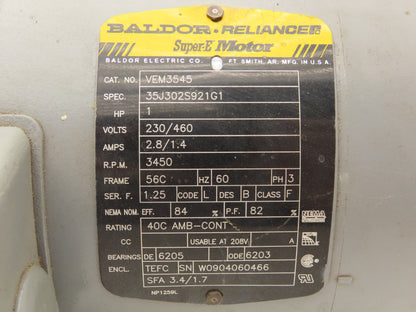 BALDOR · RELIANCE
Super-E Motor
BALDOR ELECTRIC CO. FT. SMITH, AR. MFG. IN U.S.A.
CAT. NO. VEM3545
SPEC. 35J302S921G1
HP 1
VOLTS 230/460
AMPS 2.8/1.4
R.P.M. 3450
FRAME 56C HZ 60 PH 3
SER. F. 1.25 CODE L DES B CLASS F
NEMA NOM. EFF. 84 % P.F. 82 %
RATING 40C AMB-CONT
CC USABLE AT 208V A
BEARINGS DE 6205 ODE 6203
ENCL. TEFC SN W0904060466
SFA 3.4/1.7
NP1256L